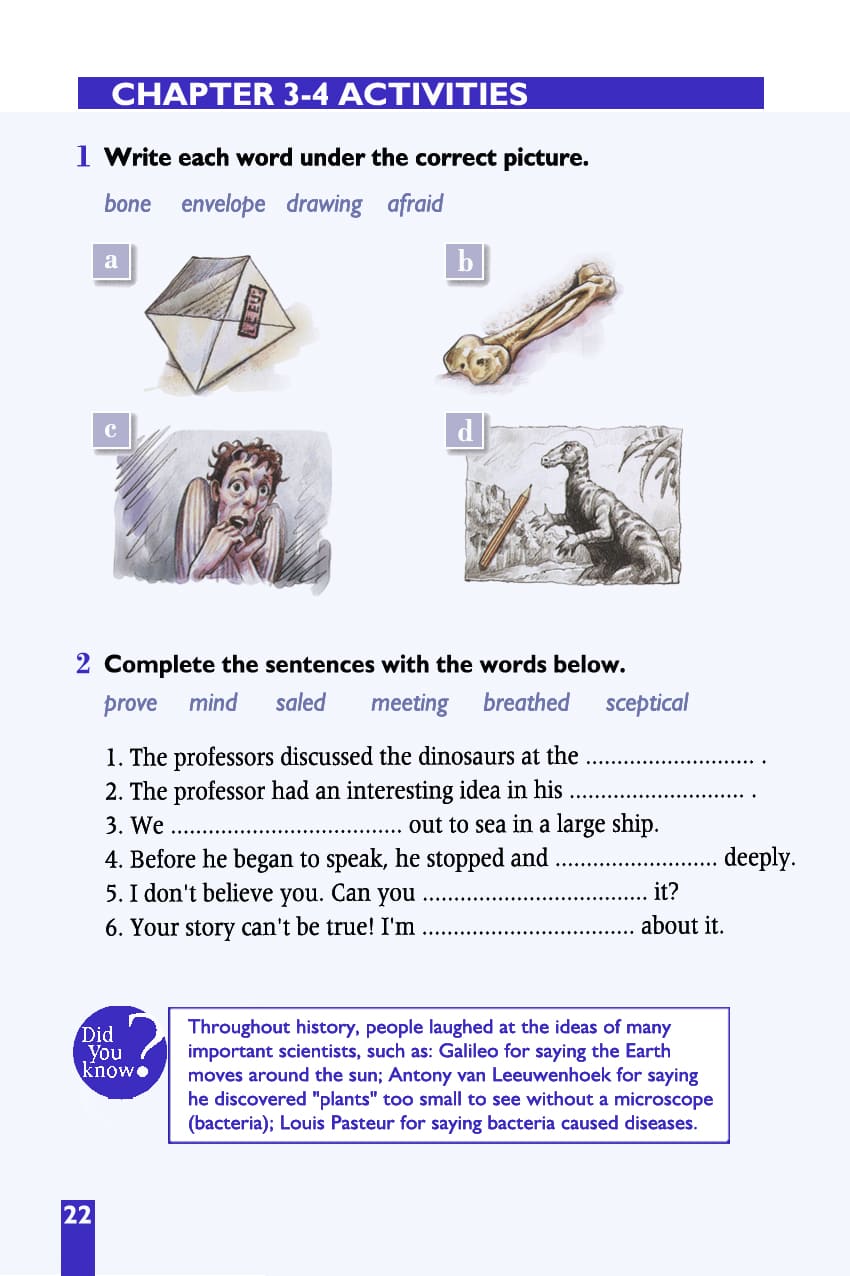 CHAPTER 3-4 ACTIVITIES
1 Write each word under the correct picture.
bone envelope drawing afraid
a
b
c
d
2 Complete the sentences with the words below.
prove mind saled meeting breathed sceptical
1. The professors discussed the dinosaurs at the ........................... .
2. The professor had an interesting idea in his ............................ .
3. We ..................................... out to sea in a large ship.
4. Before he began to speak, he stopped and .......................... deeply.
5. I don't believe you. Can you .................................... it?
6. Your story can't be true! I'm .................................. about it.
Did
You
know?
Throughout history, people laughed at the ideas of many
important scientists, such as: Galileo for saying the Earth
moves around the sun; Antony van Leeuwenhoek for saying
he discovered "plants" too small to see without a microscope
(bacteria); Louis Pasteur for saying bacteria caused diseases.
22